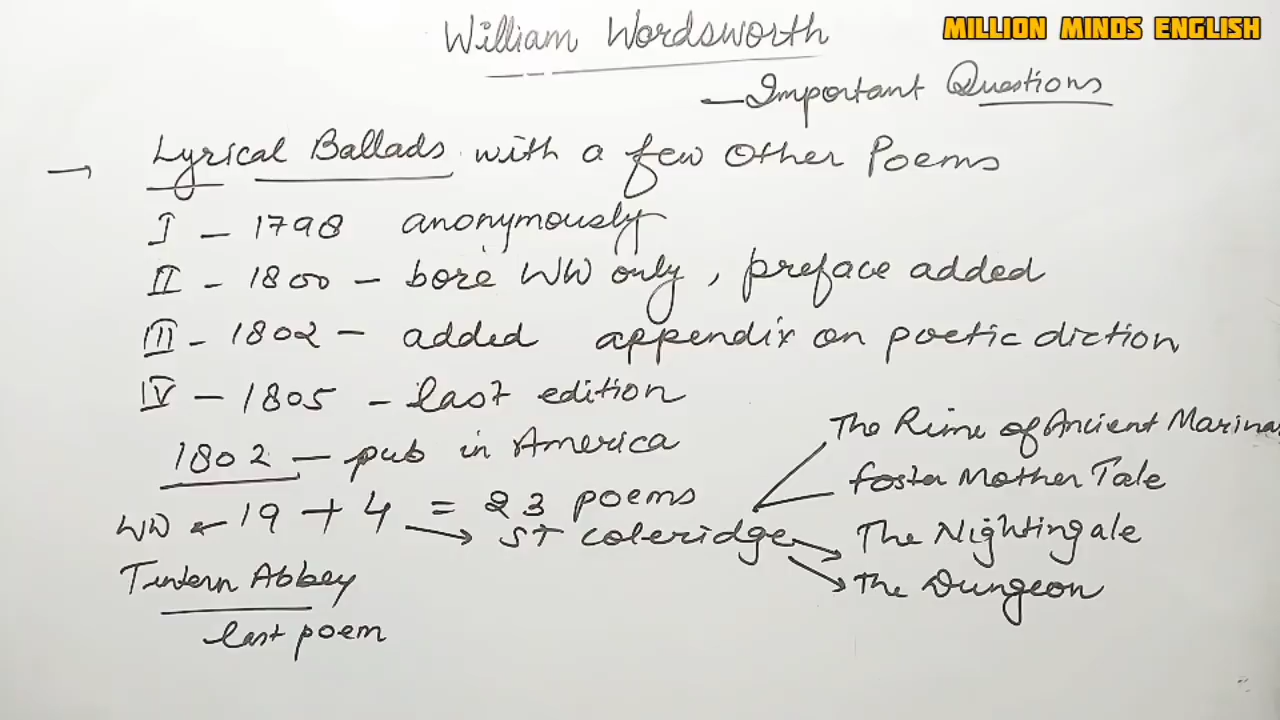 William Wordsworth
MILLION MINDS ENGLISH
— Important Questions
→ Lyrical Ballads with a few Other Poems
I - 1798 anonymously
II - 1800 - bore WW only, preface added
III - 1802 - added appendix on poetic diction
IV - 1805 - last edition
1802 - pub in America
WW ← 19 + 4 = 23 poems
→ ST Coleridge
The Rime of Ancient Marina
Foster Mother Tale
→ The Nightingale
→ The Dungeon
Tintern Abbey
last poem